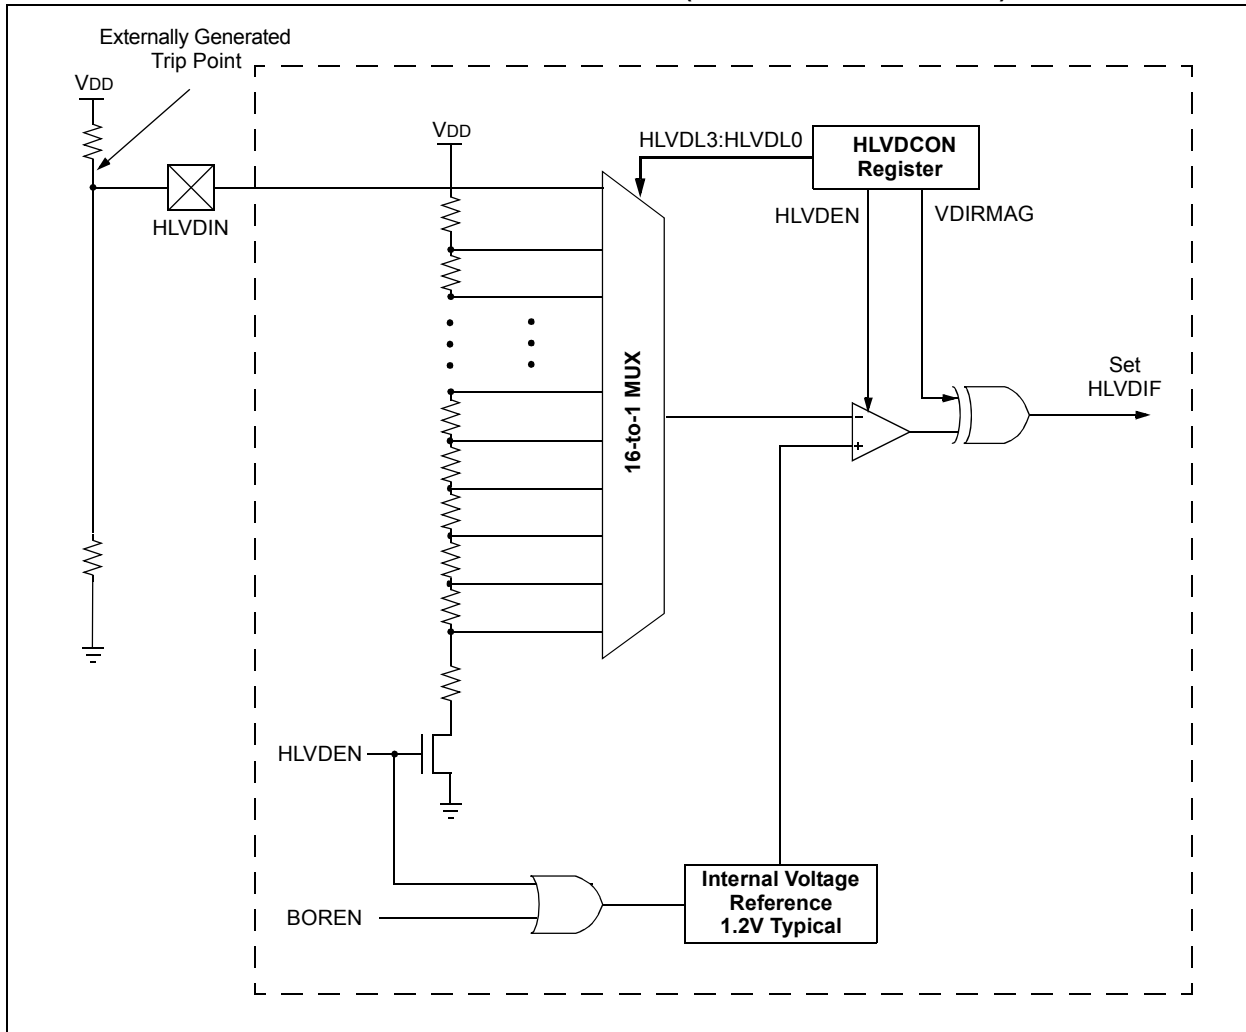 Externally Generated
Trip Point
VDD
VDD
HLVDIN
HLVDL3:HLVDL0
HLVDCON
Register
HLVDEN
VDIRMAG
16-to-1 MUX
–
+
Set
HLVDIF
HLVDEN
BOREN
Internal Voltage
Reference
1.2V Typical